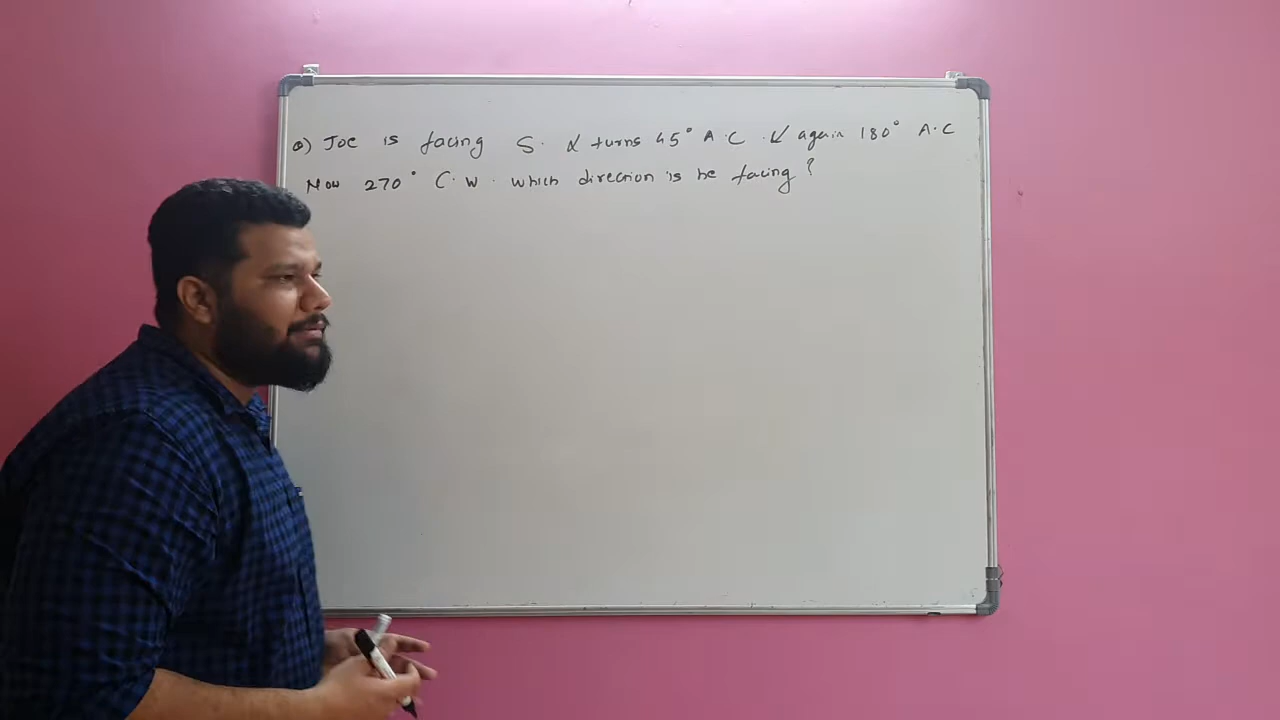 Q) Joe is facing S. & turns 45° A.C. & again 180° A.C
Now 270° C.W. which direction is he facing?